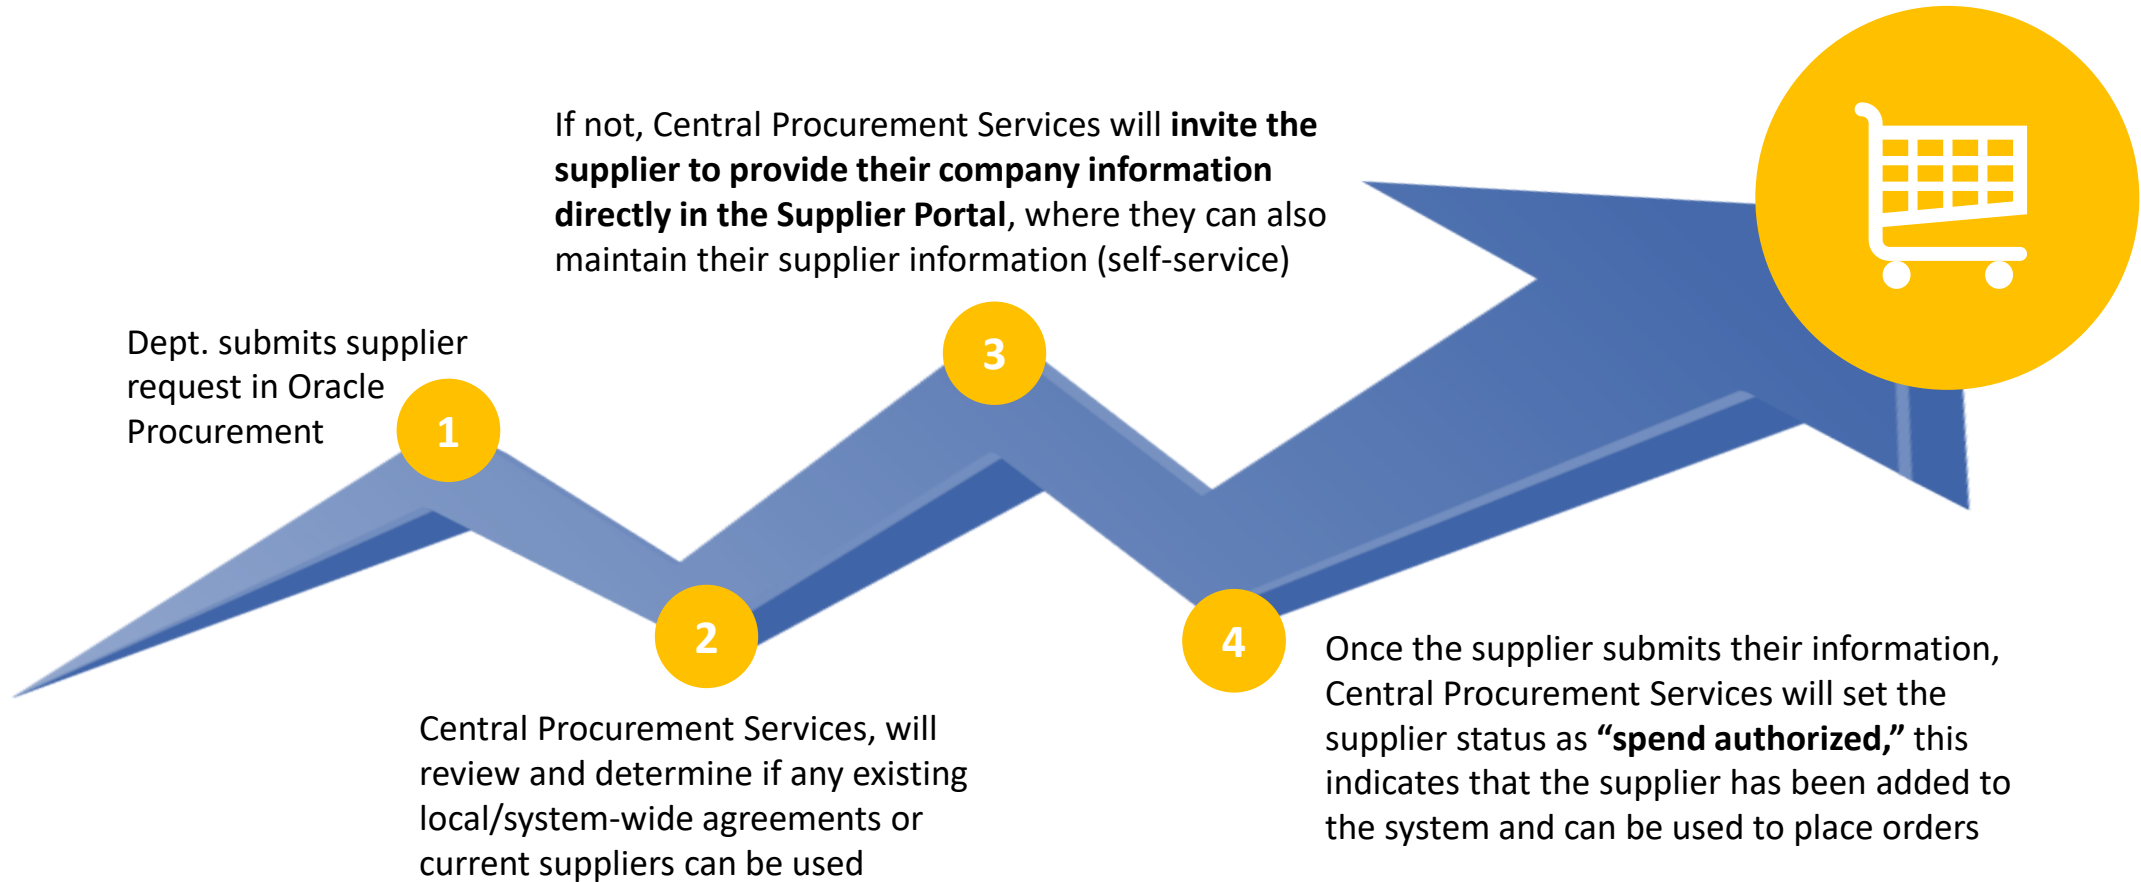 Dept. submits supplier
request in Oracle
Procurement
1
Central Procurement Services, will
review and determine if any existing
local/system-wide agreements or
current suppliers can be used
2
If not, Central Procurement Services will invite the
supplier to provide their company information
directly in the Supplier Portal, where they can also
maintain their supplier information (self-service)
3
Once the supplier submits their information,
Central Procurement Services will set the
supplier status as “spend authorized,” this
indicates that the supplier has been added to
the system and can be used to place orders
4